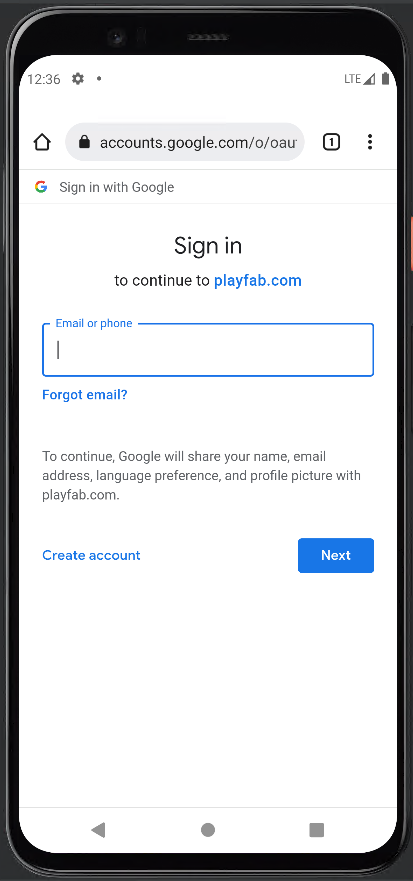 12:36
LTE
accounts.google.com/o/oau
1
Sign in with Google
Sign in
to continue to playfab.com
Email or phone
Forgot email?
To continue, Google will share your name, email
address, language preference, and profile picture with
playfab.com.
Create account
Next